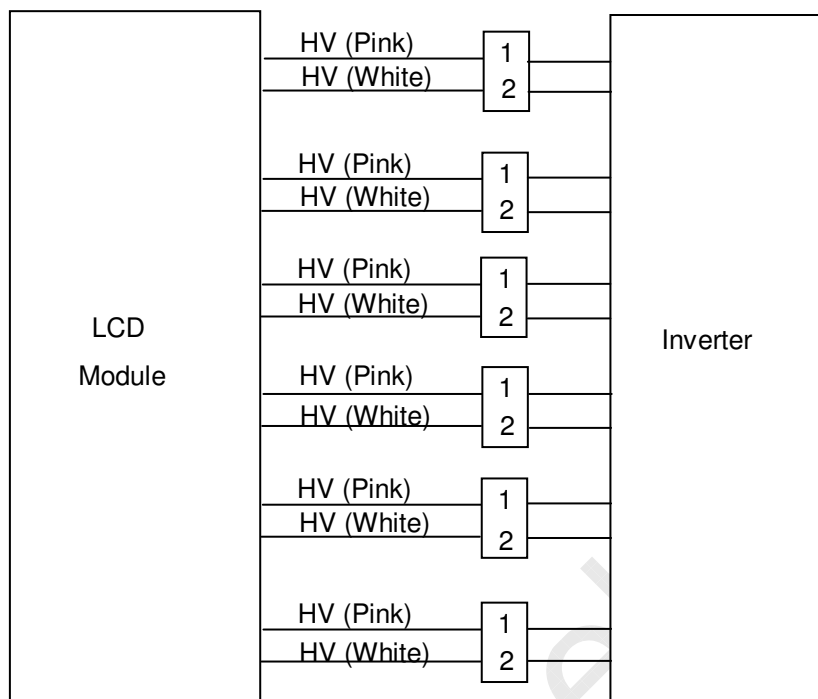 HV (Pink)
1
HV (White)
2
HV (Pink)
1
HV (White)
2
HV (Pink)
1
HV (White)
2
LCD
Module
Inverter
HV (Pink)
1
HV (White)
2
HV (Pink)
1
HV (White)
2
HV (Pink)
1
HV (White)
2